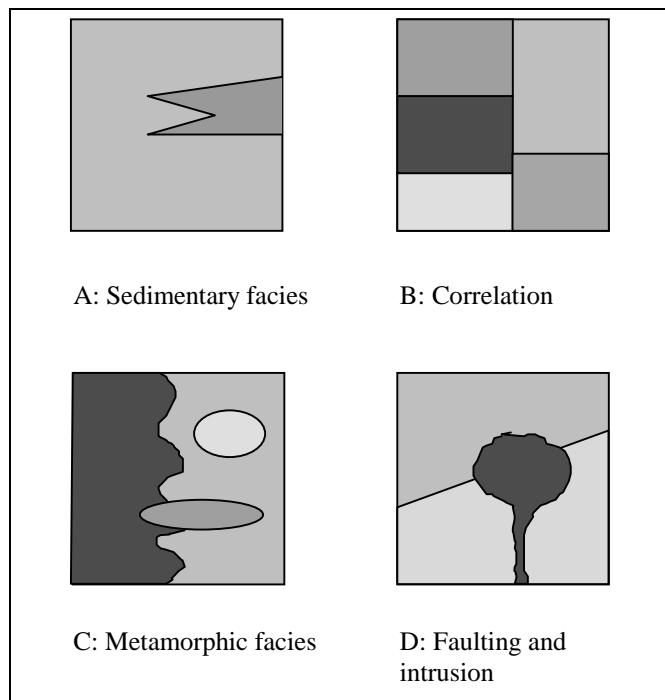 A: Sedimentary facies
B: Correlation
C: Metamorphic facies
D: Faulting and
intrusion